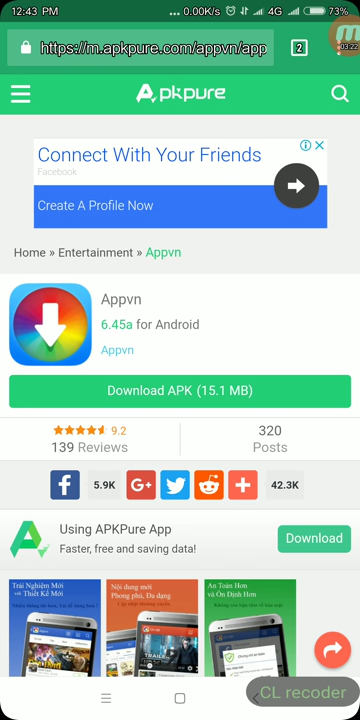 12:43 PM
... 0.00K/s
4G
73%
https://m.apkpure.com/appvn/app
2
03:22
Apkpure
Connect With Your Friends
Facebook
Create A Profile Now
Home » Entertainment » Appvn
Appvn
6.45a for Android
Appvn
Download APK (15.1 MB)
9.2
139 Reviews
320
Posts
5.9K
G+
42.3K
Using APKPure App
Faster, free and saving data!
Download
Trải Nghiệm Mới
với Thiết Kế Mới
Nội dung mới
Phong phú, Đa dạng
An Toàn Hơn
và Ổn Định Hơn
CL recoder